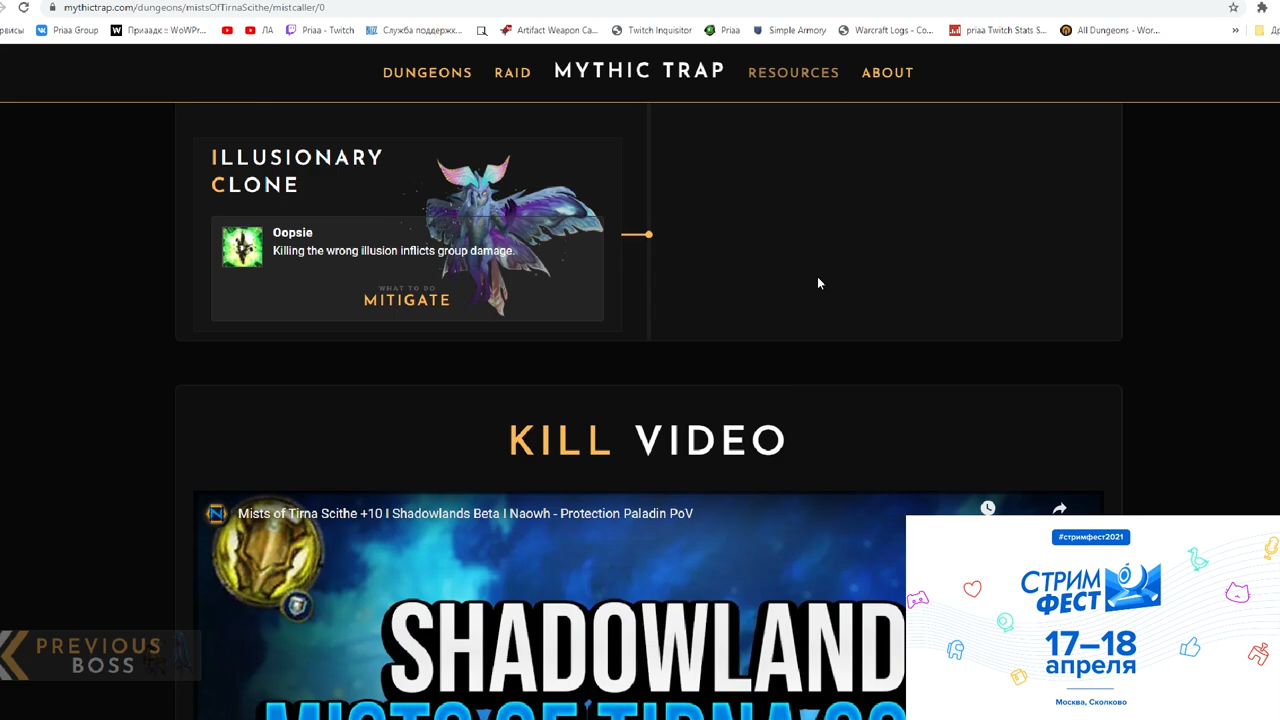 mythictrap.com/dungeons/mistsOfTirnaScithe/mistcaller/0
рвисы Priaa Group Приаадк :: WoWPr... ЛА Priaa - Twitch Служба поддержк... Artifact Weapon Ca... Twitch Inquisitor Priaa Simple Armory Warcraft Logs - Co... priaa Twitch Stats S... All Dungeons - Wor... »
DUNGEONS RAID MYTHIC TRAP RESOURCES ABOUT
ILLUSIONARY
CLONE
Oopsie
Killing the wrong illusion inflicts group damage.
WHAT TO DO
MITIGATE
KILL VIDEO
Mists of Tirna Scithe +10 I Shadowlands Beta I Naowh - Protection Paladin PoV
SHADOWLAND
PREVIOUS
BOSS
#стримфест2021
СТРИМ
ФЕСТ
17–18
апреля
Москва, Сколково